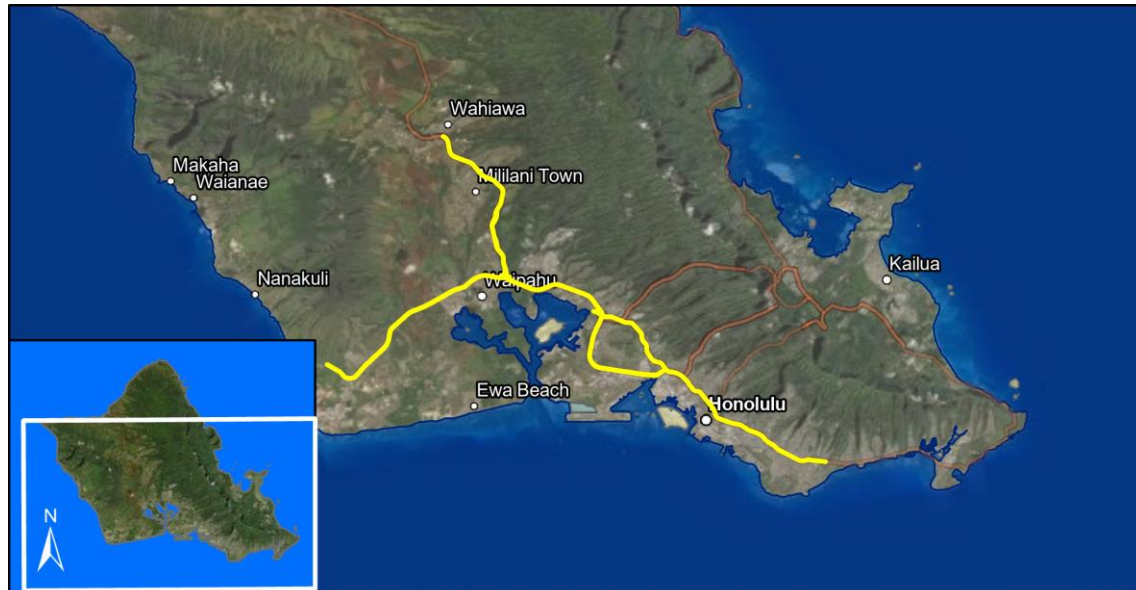 Wahiawa
Makaha
Waianae
Mililani Town
Nanakuli
Waipahu
Kailua
Ewa Beach
Honolulu
N